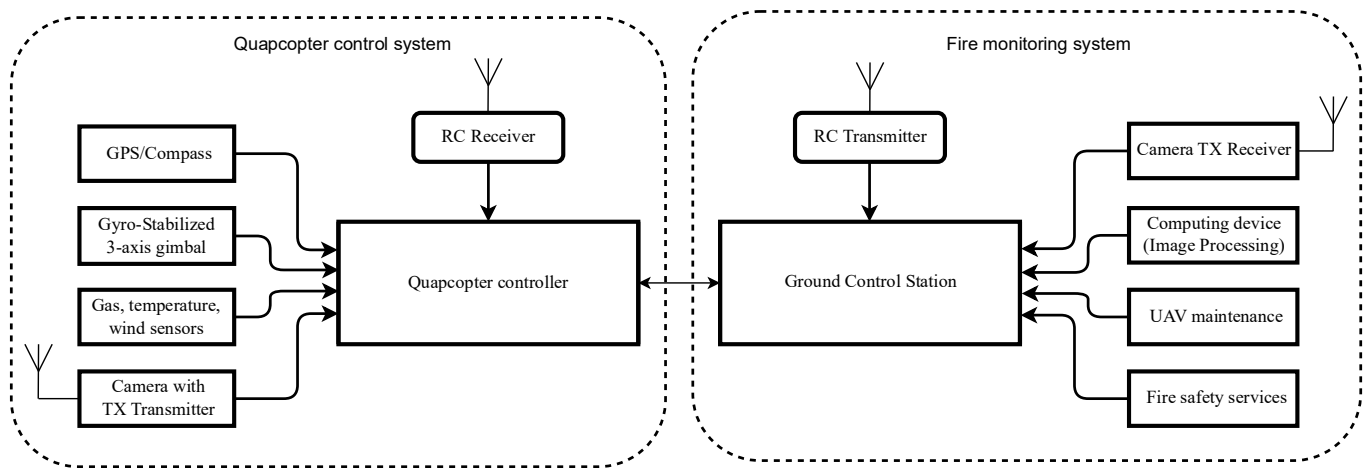 Quapcopter control system
Fire monitoring system
RC Receiver
RC Transmitter
GPS/Compass
Camera TX Receiver
Gyro-Stabilized
3-axis gimbal
Computing device
(Image Processing)
Quapcopter controller
Ground Control Station
Gas, temperature,
wind sensors
UAV maintenance
Camera with
TX Transmitter
Fire safety services